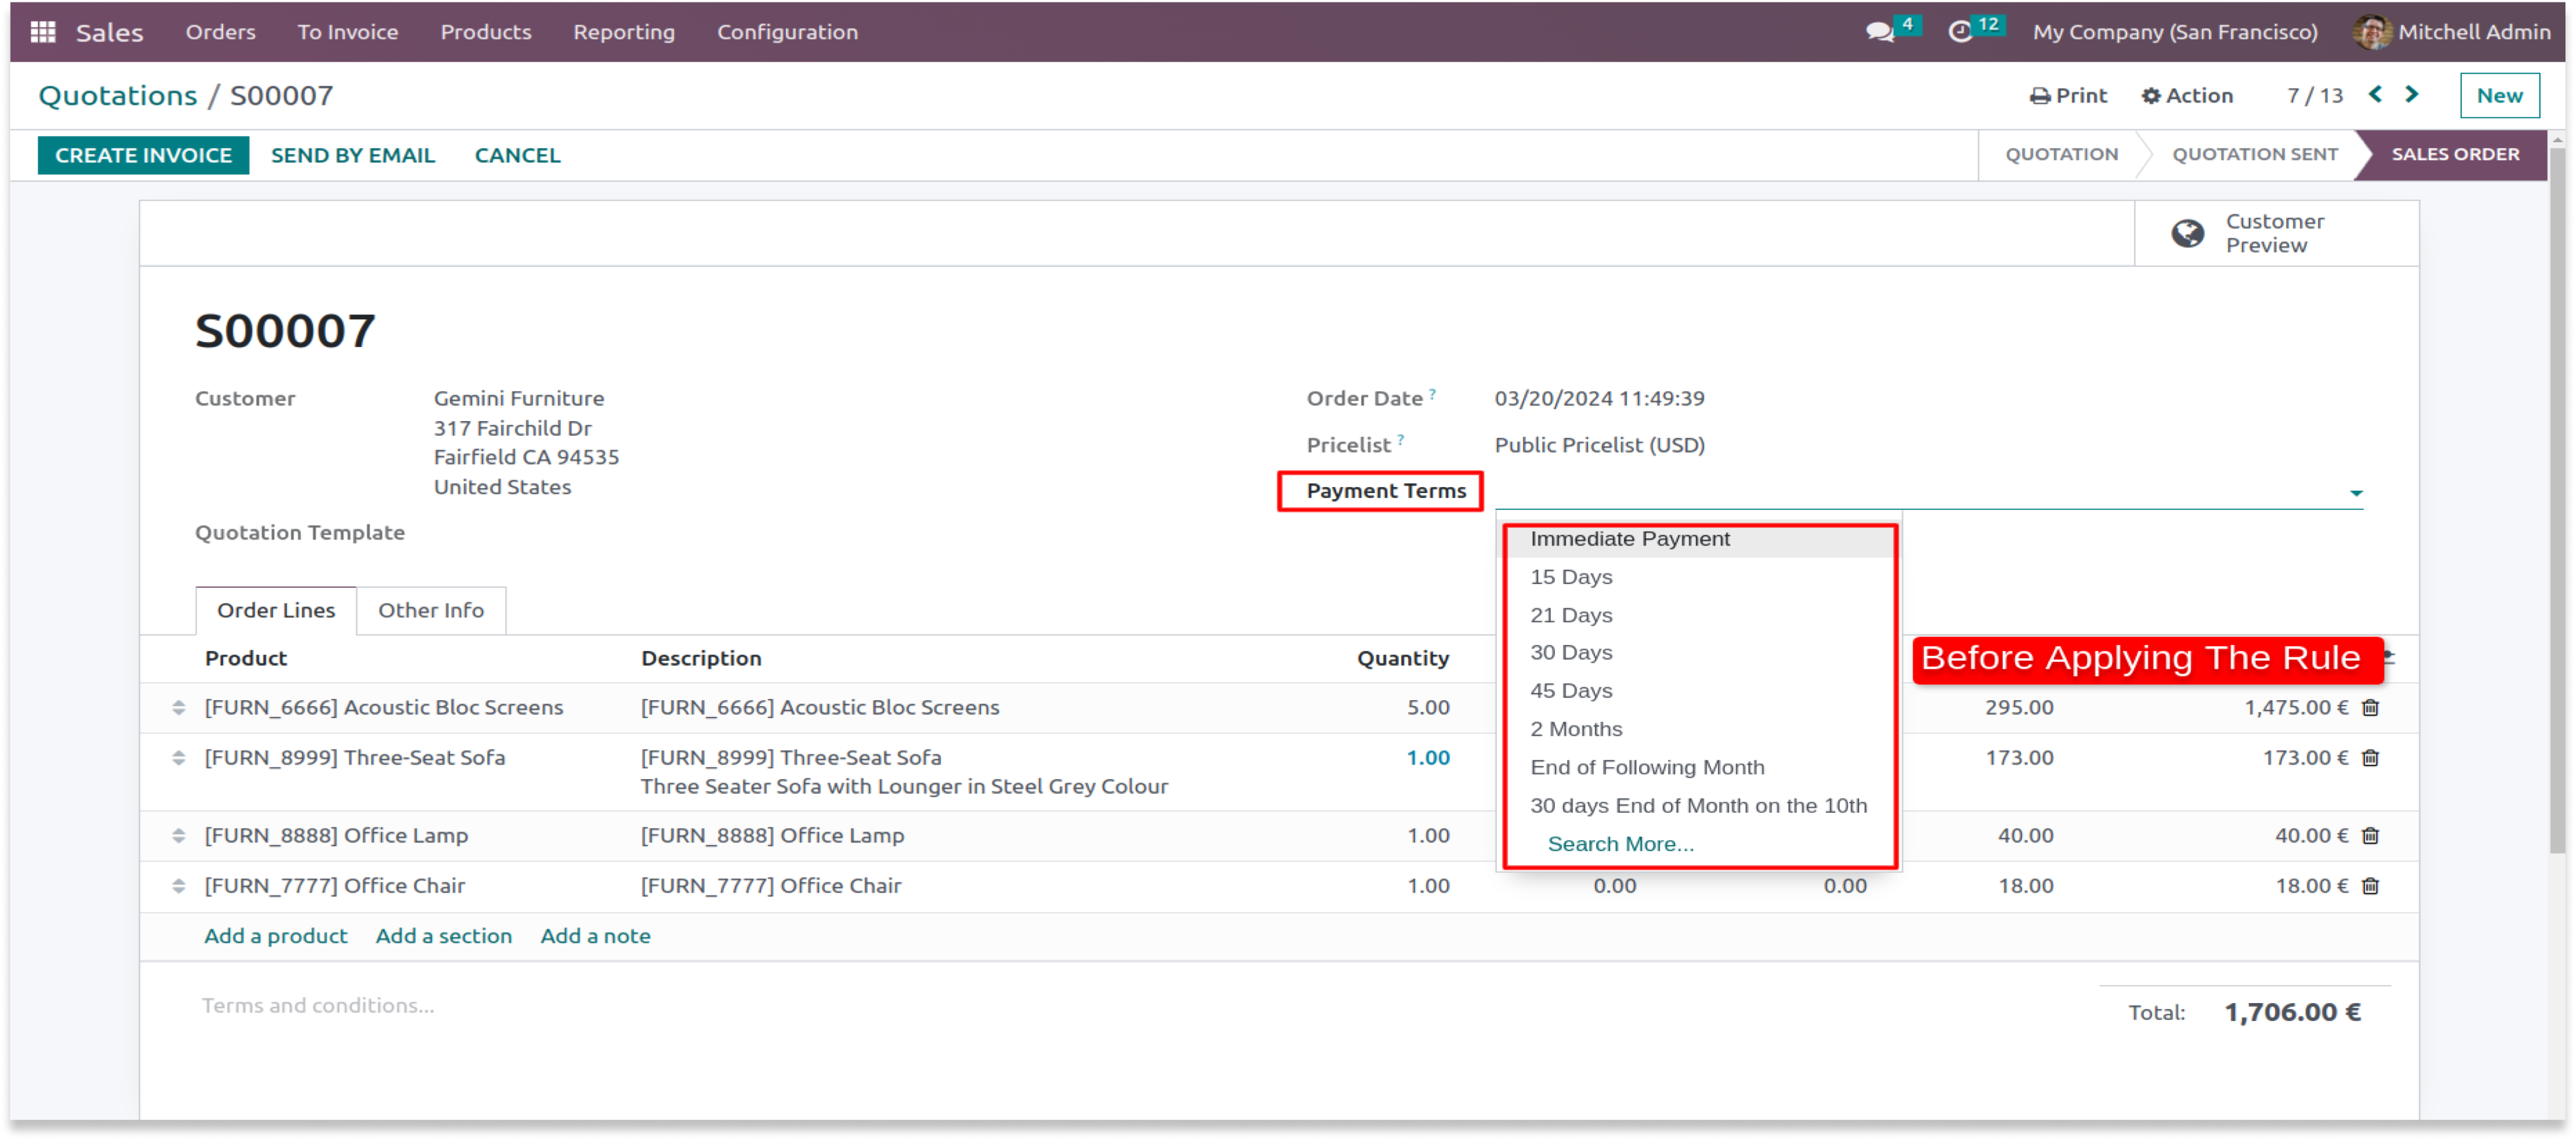 Sales Orders To Invoice Products Reporting Configuration 4 12 My Company (San Francisco) Mitchell Admin
Quotations / S00007 Print Action 7 / 13 New
CREATE INVOICE SEND BY EMAIL CANCEL QUOTATION QUOTATION SENT SALES ORDER
Customer
Preview
S00007
Customer Gemini Furniture Order Date ? 03/20/2024 11:49:39
317 Fairchild Dr
Fairfield CA 94535 Pricelist ? Public Pricelist (USD)
United States Payment Terms
Quotation Template
Immediate Payment
15 Days
21 Days
30 Days
45 Days
2 Months
End of Following Month
30 days End of Month on the 10th
Search More...
Order Lines Other Info
Before Applying The Rule
Product Description Quantity
[FURN_6666] Acoustic Bloc Screens [FURN_6666] Acoustic Bloc Screens 5.00 295.00 1,475.00 €
[FURN_8999] Three-Seat Sofa [FURN_8999] Three-Seat Sofa 1.00 173.00 173.00 €
Three Seater Sofa with Lounger in Steel Grey Colour
[FURN_8888] Office Lamp [FURN_8888] Office Lamp 1.00 40.00 40.00 €
[FURN_7777] Office Chair [FURN_7777] Office Chair 1.00 0.00 0.00 18.00 18.00 €
Add a product Add a section Add a note
Terms and conditions...
Total: 1,706.00 €